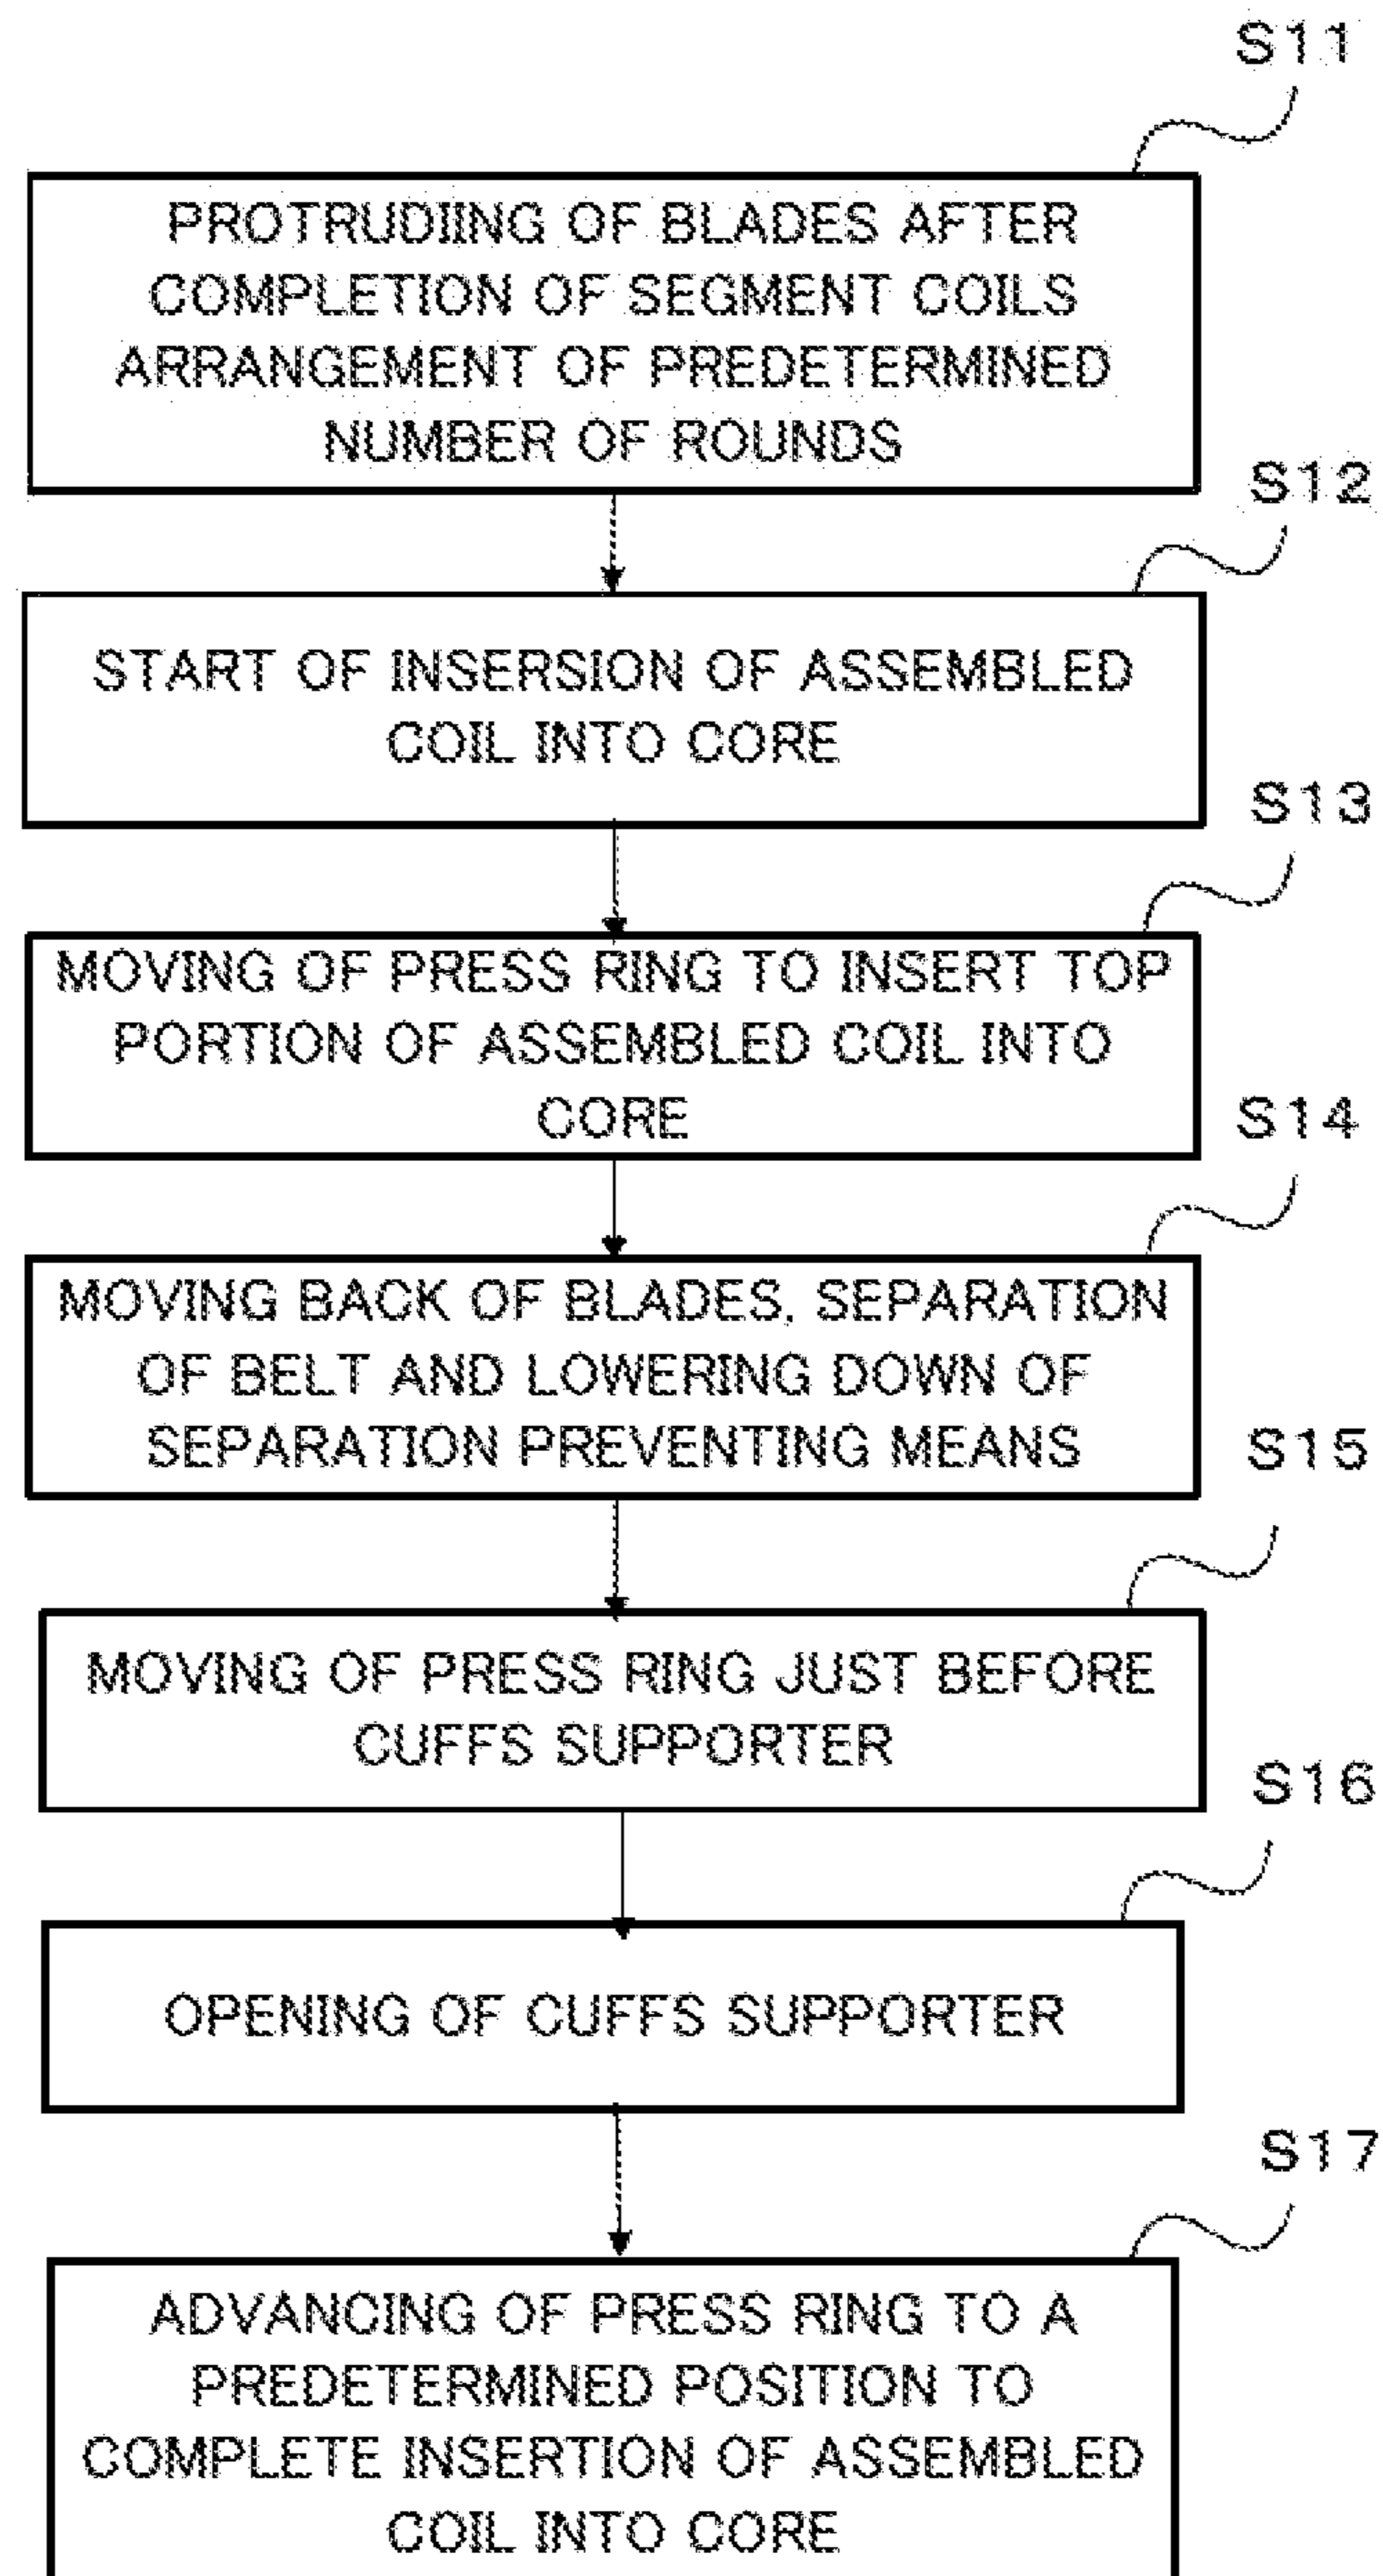 S11
PROTRUDIING OF BLADES AFTER
COMPLETION OF SEGMENT COILS
ARRANGEMENT OF PREDETERMINED
NUMBER OF ROUNDS
S12
START OF INSERSION OF ASSEMBLED
COIL INTO CORE
S13
MOVING OF PRESS RING TO INSERT TOP
PORTION OF ASSEMBLED COIL INTO
CORE
S14
MOVING BACK OF BLADES, SEPARATION
OF BELT AND LOWERING DOWN OF
SEPARATION PREVENTING MEANS
S15
MOVING OF PRESS RING JUST BEFORE
CUFFS SUPPORTER
S16
OPENING OF CUFFS SUPPORTER
S17
ADVANCING OF PRESS RING TO A
PREDETERMINED POSITION TO
COMPLETE INSERTION OF ASSEMBLED
COIL INTO CORE